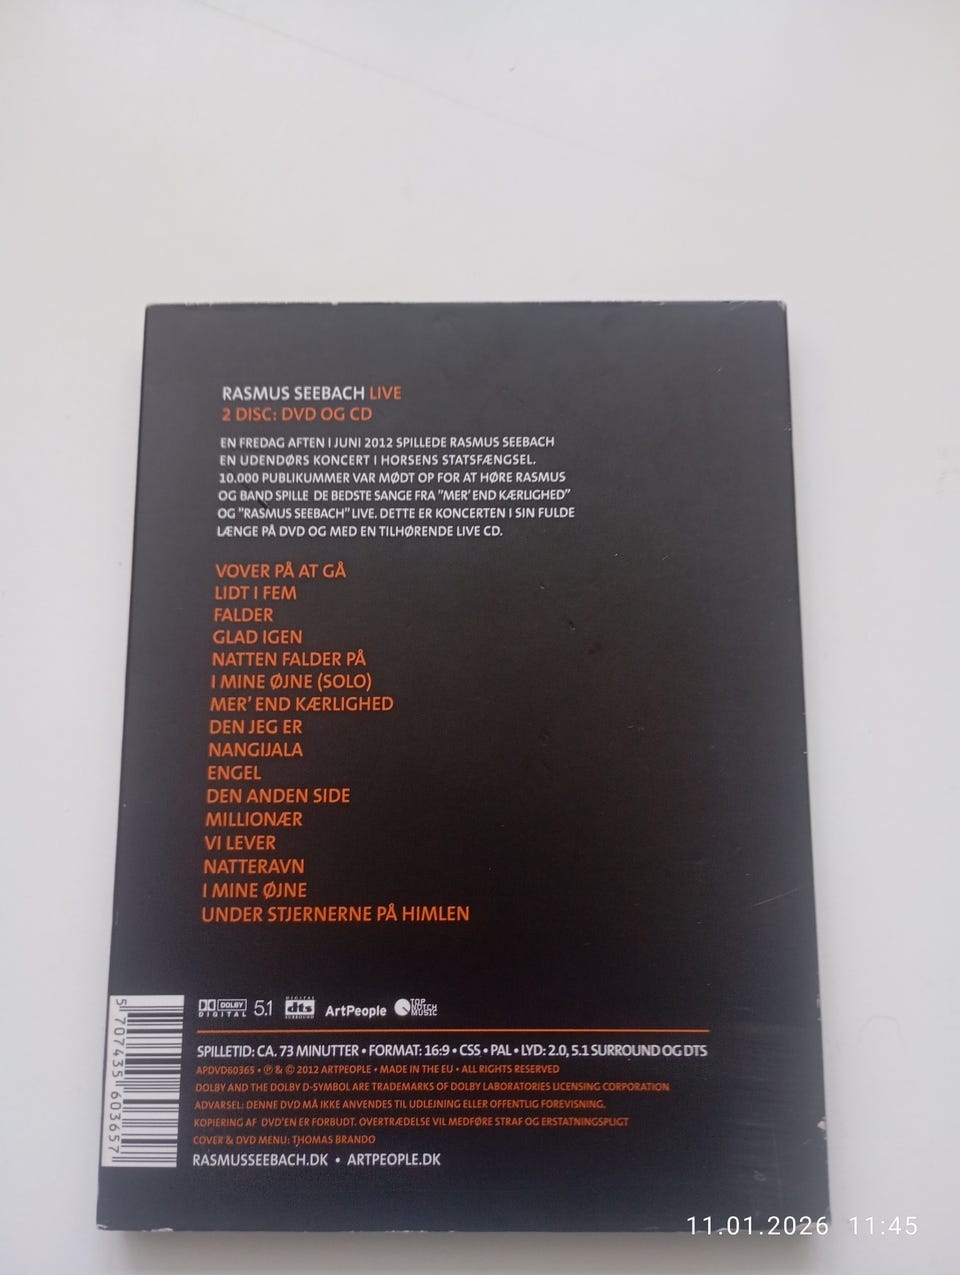 RASMUS SEEBACH LIVE
2 DISC: DVD OG CD
EN FREDAG AFTEN I JUNI 2012 SPILLEDE RASMUS SEEBACH
EN UDENDØRS KONCERT I HORSENS STATSFÆNGSEL.
10.000 PUBLIKUMMER VAR MØDT OP FOR AT HØRE RASMUS
OG BAND SPILLE DE BEDSTE SANGE FRA "MER' END KÆRLIGHED"
OG "RASMUS SEEBACH" LIVE. DETTE ER KONCERTEN I SIN FULDE
LÆNGE PÅ DVD OG MED EN TILHØRENDE LIVE CD.
VOVER PÅ AT GÅ
LIDT I FEM
FALDER
GLAD IGEN
NATTEN FALDER PÅ
I MINE ØJNE (SOLO)
MER' END KÆRLIGHED
DEN JEG ER
NANGIJALA
ENGEL
DEN ANDEN SIDE
MILLIONÆR
VI LEVER
NATTERAVN
I MINE ØJNE
UNDER STJERNERNE PÅ HIMLEN
DOLBY DIGITAL 5.1 DIGITAL dts SURROUND ArtPeople TOP NOTCH MUSIC
SPILLETID: CA. 73 MINUTTER • FORMAT: 16:9 • CSS • PAL • LYD: 2.0, 5.1 SURROUND OG DTS
APDVD60365 • ℗ & © 2012 ARTPEOPLE • MADE IN THE EU • ALL RIGHTS RESERVED
DOLBY AND THE DOLBY D-SYMBOL ARE TRADEMARKS OF DOLBY LABORATORIES LICENSING CORPORATION
ADVARSEL: DENNE DVD MÅ IKKE ANVENDES TIL UDLEJNING ELLER OFFENTLIG FOREVISNING.
KOPIERING AF DVD'EN ER FORBUDT. OVERTRÆDELSE VIL MEDFØRE STRAF OG ERSTATNINGSPLIGT
COVER & DVD MENU: THOMAS BRANDO
RASMUSSEEBACH.DK • ARTPEOPLE.DK
5 707435 603657
11.01.2026 11:45